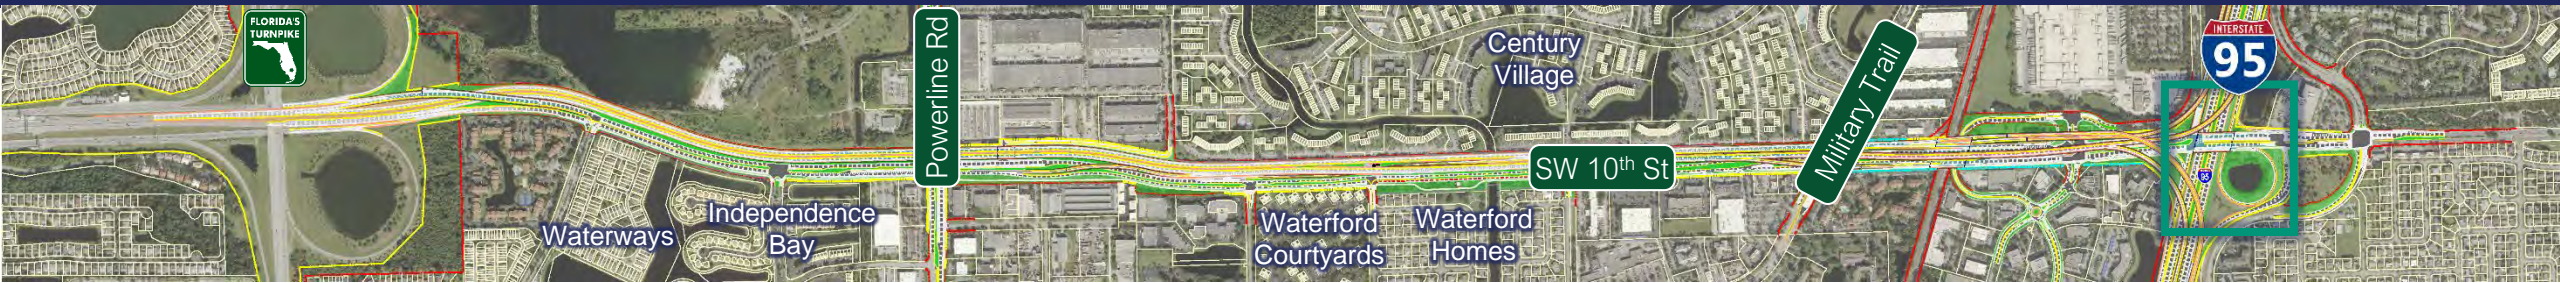 FLORIDA'S
TURNPIKE
Waterways
Independence
Bay
Powerline Rd
Waterford
Courtyards
Waterford
Homes
Century
Village
SW 10th St
Military Trail
INTERSTATE
95
95